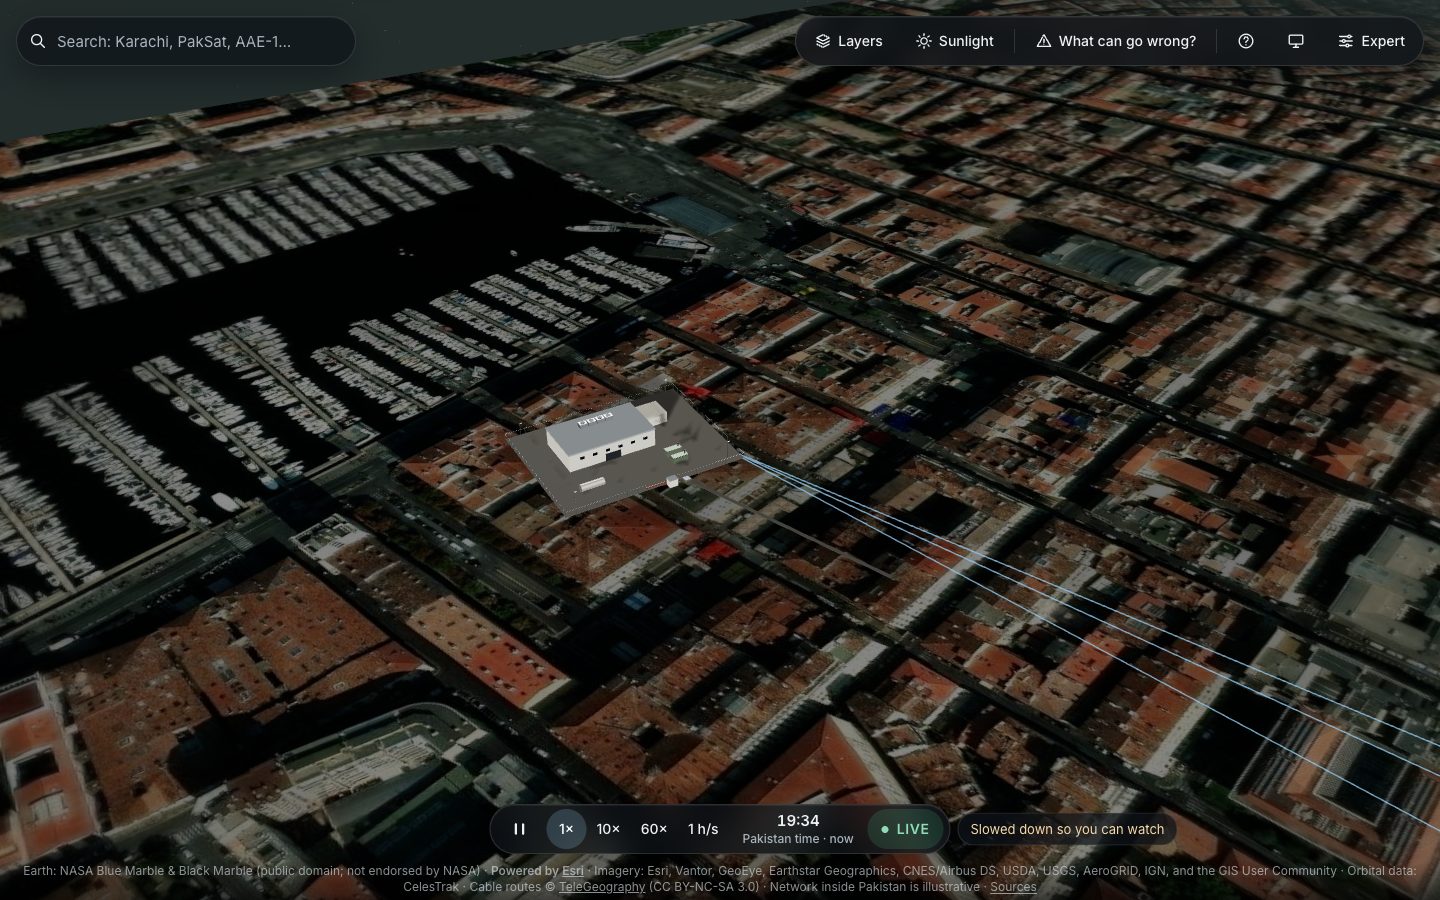 Search: Karachi, PakSat, AAE-1...
Layers
Sunlight
What can go wrong?
Expert
1×
10×
60×
1 h/s
19:34
Pakistan time · now
LIVE
Slowed down so you can watch
Earth: NASA Blue Marble & Black Marble (public domain; not endorsed by NASA) · Powered by Esri · Imagery: Esri, Vantor, GeoEye, Earthstar Geographics, CNES/Airbus DS, USDA, USGS, AeroGRID, IGN, and the GIS User Community · Orbital data:
CelesTrak · Cable routes © TeleGeography (CC BY-NC-SA 3.0) · Network inside Pakistan is illustrative · Sources